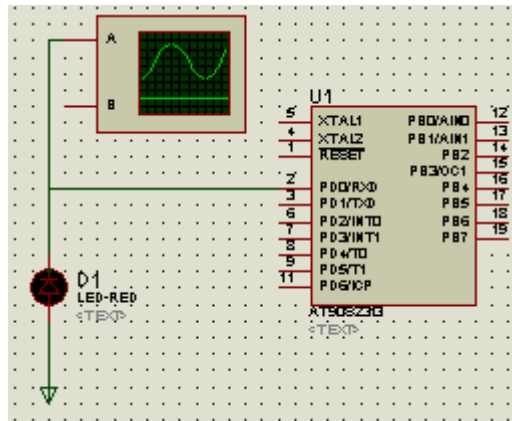 A
B
U1
5 XTAL1
4 XTAL2
1 RESET
2 PD0/RXD
3 PD1/TXD
6 PD2/INT0
7 PD3/INT1
8 PD4/T0
9 PD5/T1
11 PD6/ICP
PB0/AIN0 12
PB1/AIN1 13
PB2 14
PB3/OC1 15
PB4 16
PB5 17
PB6 18
PB7 19
AT90S2313
<TEXT>
D1
LED-RED
<TEXT>